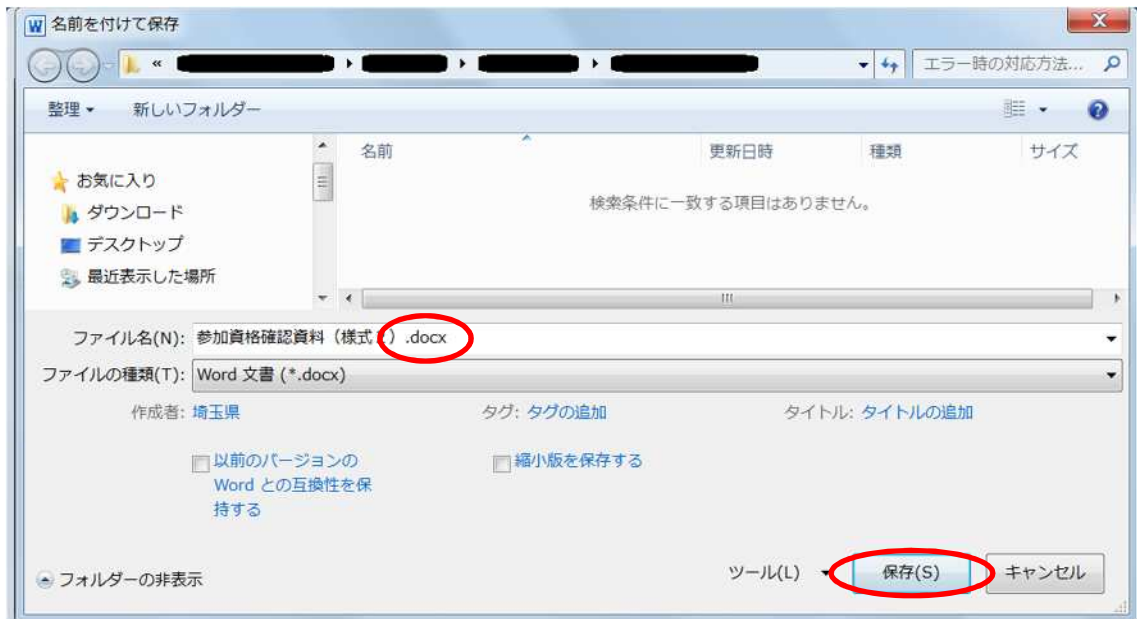 名前を付けて保存
«
エラー時の対応方法...
整理 新しいフォルダー
名前 更新日時 種類 サイズ
検索条件に一致する項目はありません。
お気に入り
ダウンロード
デスクトップ
最近表示した場所
ファイル名(N): 参加資格確認資料（様式２）.docx
ファイルの種類(T): Word 文書 (*.docx)
作成者: 埼玉県 タグ: タグの追加 タイトル: タイトルの追加
以前のバージョンの
Word との互換性を保
持する
縮小版を保存する
フォルダーの非表示
ツール(L) 保存(S) キャンセル